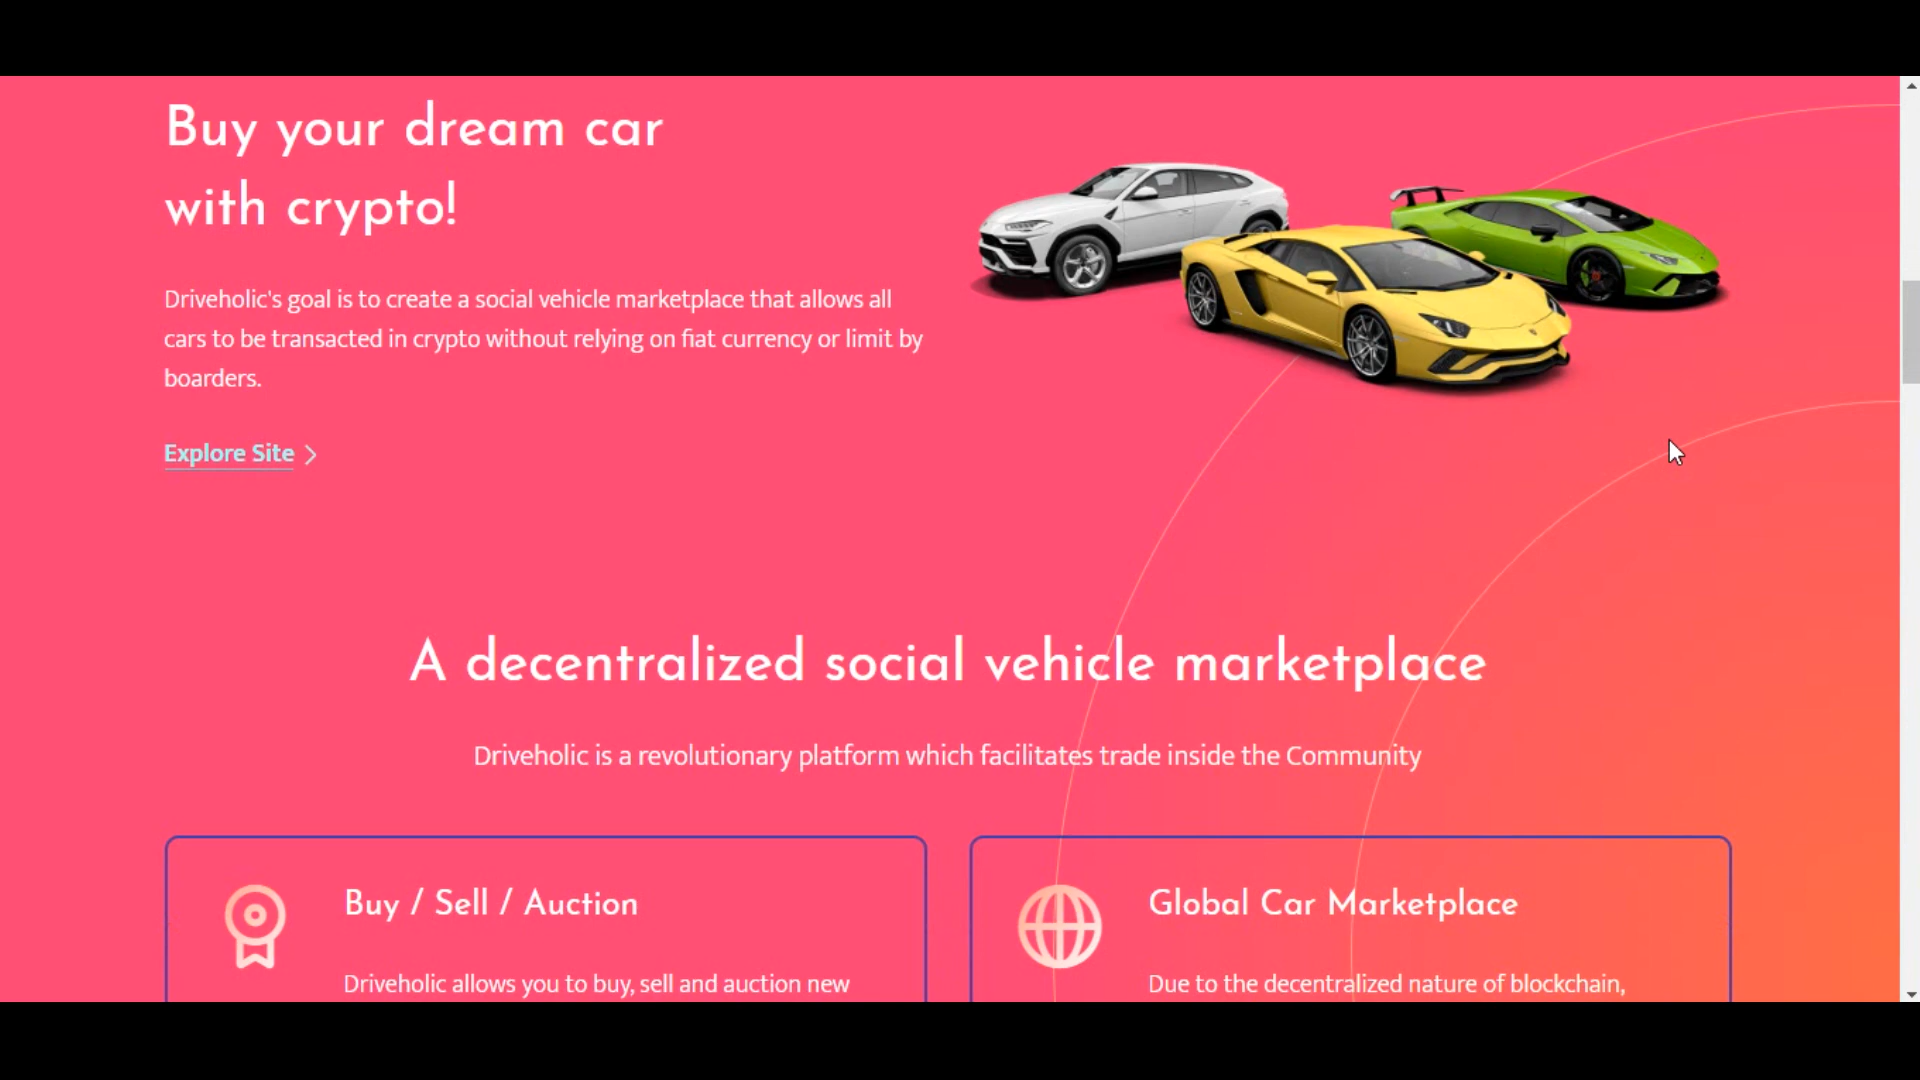 Buy your dream car
with crypto!
Driveholic's goal is to create a social vehicle marketplace that allows all
cars to be transacted in crypto without relying on fiat currency or limit by
boarders.
Explore Site
A decentralized social vehicle marketplace
Driveholic is a revolutionary platform which facilitates trade inside the Community
Buy / Sell / Auction
Driveholic allows you to buy, sell and auction new
Global Car Marketplace
Due to the decentralized nature of blockchain,